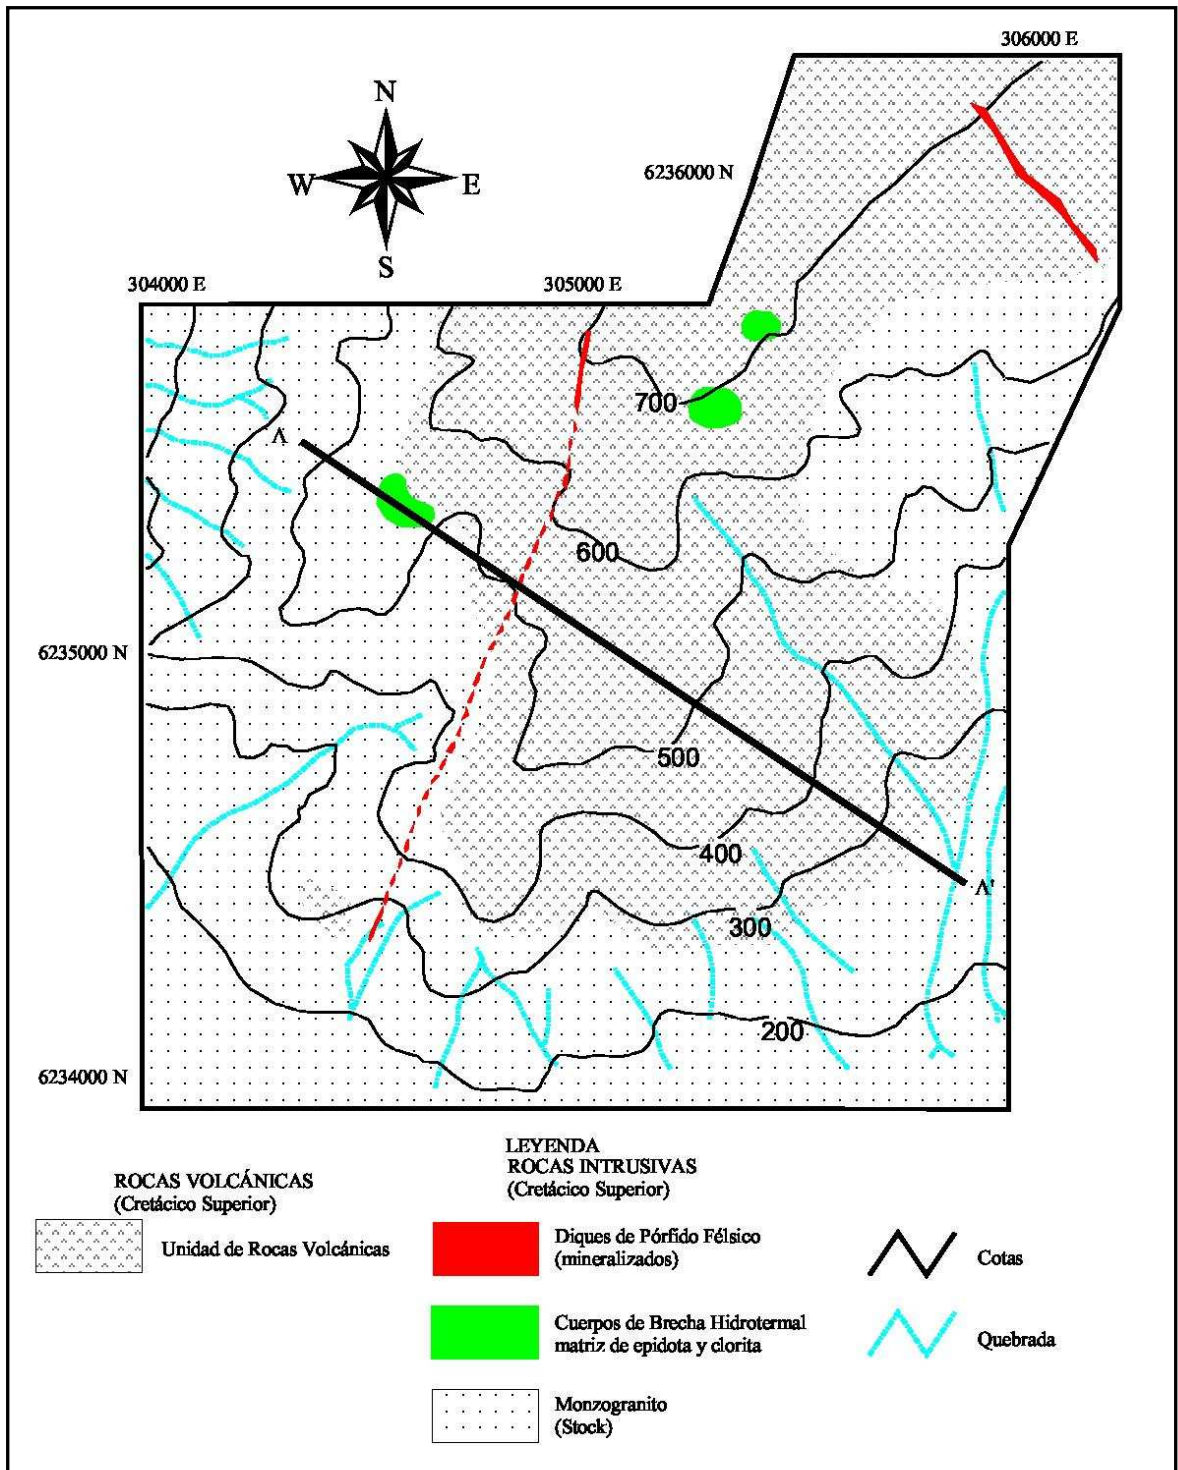 306000 E
N
6236000 N
W
E
S
304000 E
305000 E
700
A
600
6235000 N
500
400
A'
300
200
6234000 N
LEYENDA
ROCAS VOLCÁNICAS
(Cretácico Superior)
ROCAS INTRUSIVAS
(Cretácico Superior)
Unidad de Rocas Volcánicas
Diques de Pórfido Félsico
(mineralizados)
Cotas
Cuerpos de Brecha Hidrotermal
matriz de epidota y clorita
Quebrada
Monzogranito
(Stock)